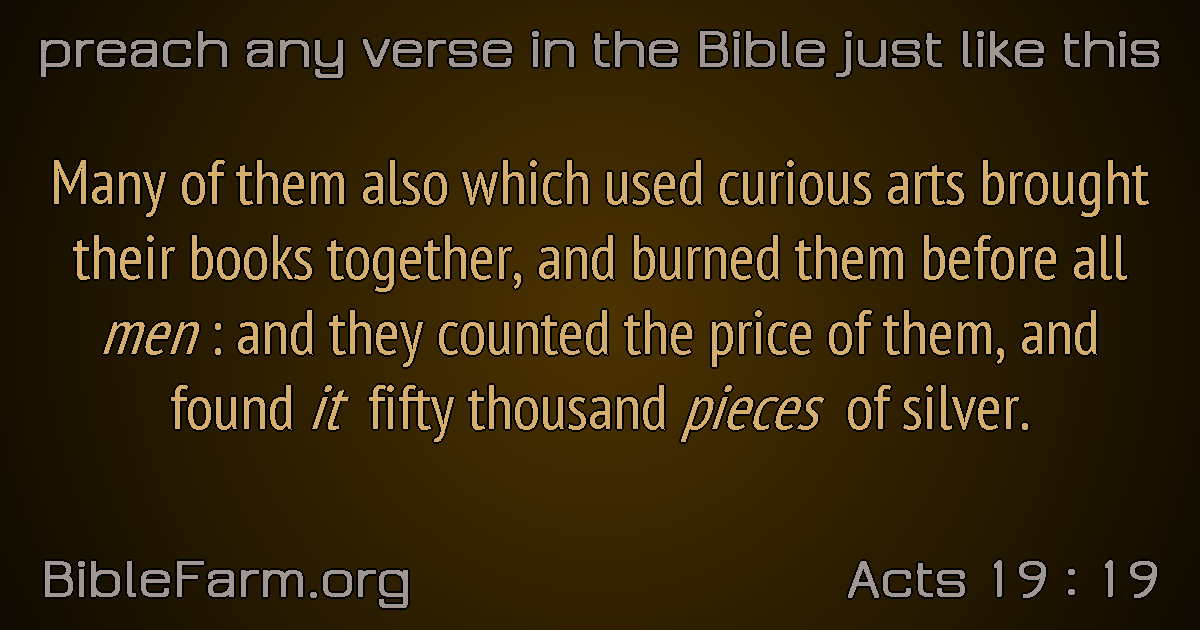 preach any verse in the Bible just like this
Many of them also which used curious arts brought
their books together, and burned them before all
men : and they counted the price of them, and
found it fifty thousand pieces of silver.
BibleFarm.org
Acts 19 : 19